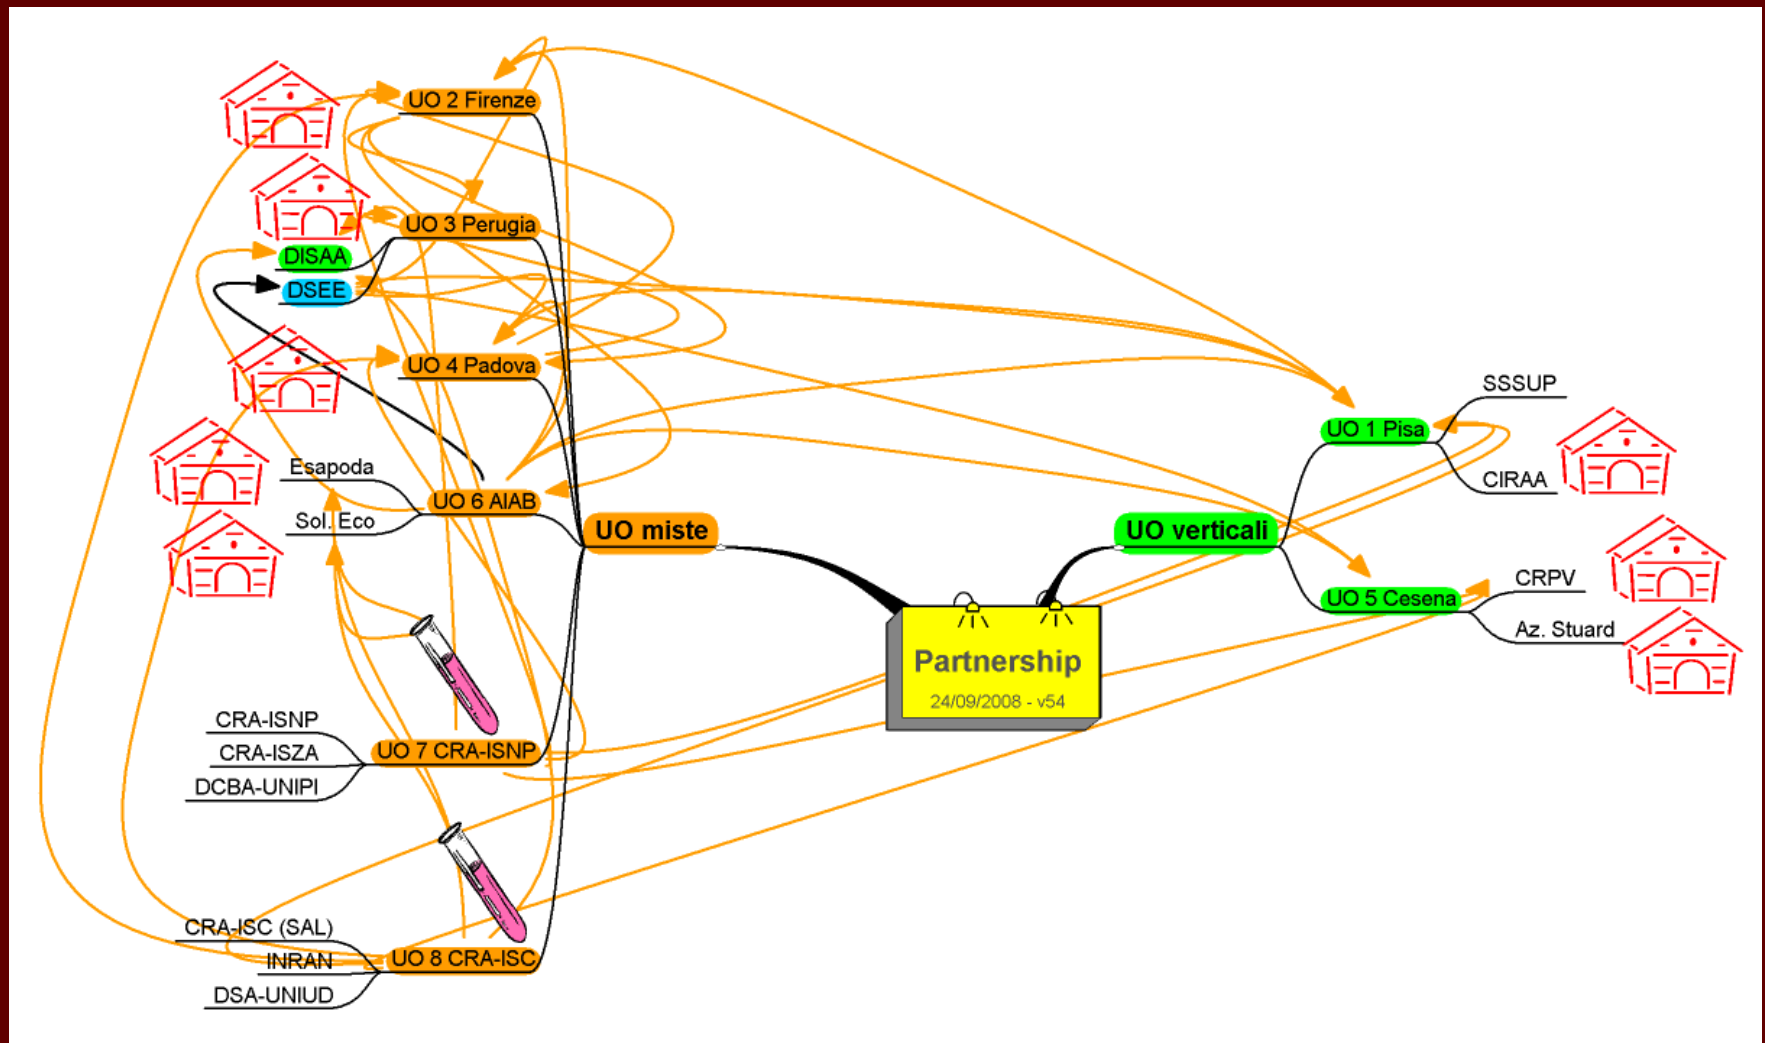 UO 2 Firenze
UO 3 Perugia
DISAA
DSEE
UO 4 Padova
Esapoda
UO 6 AIAB
Sol. Eco
UO miste
CRA-ISNP
UO 7 CRA-ISNP
CRA-ISZA
DCBA-UNIPI
CRA-ISC (SAL)
UO 8 CRA-ISC
INRAN
DSA-UNIUD
Partnership
24/09/2008 - v54
UO verticali
SSSUP
UO 1 Pisa
CIRAA
CRPV
UO 5 Cesena
Az. Stuard